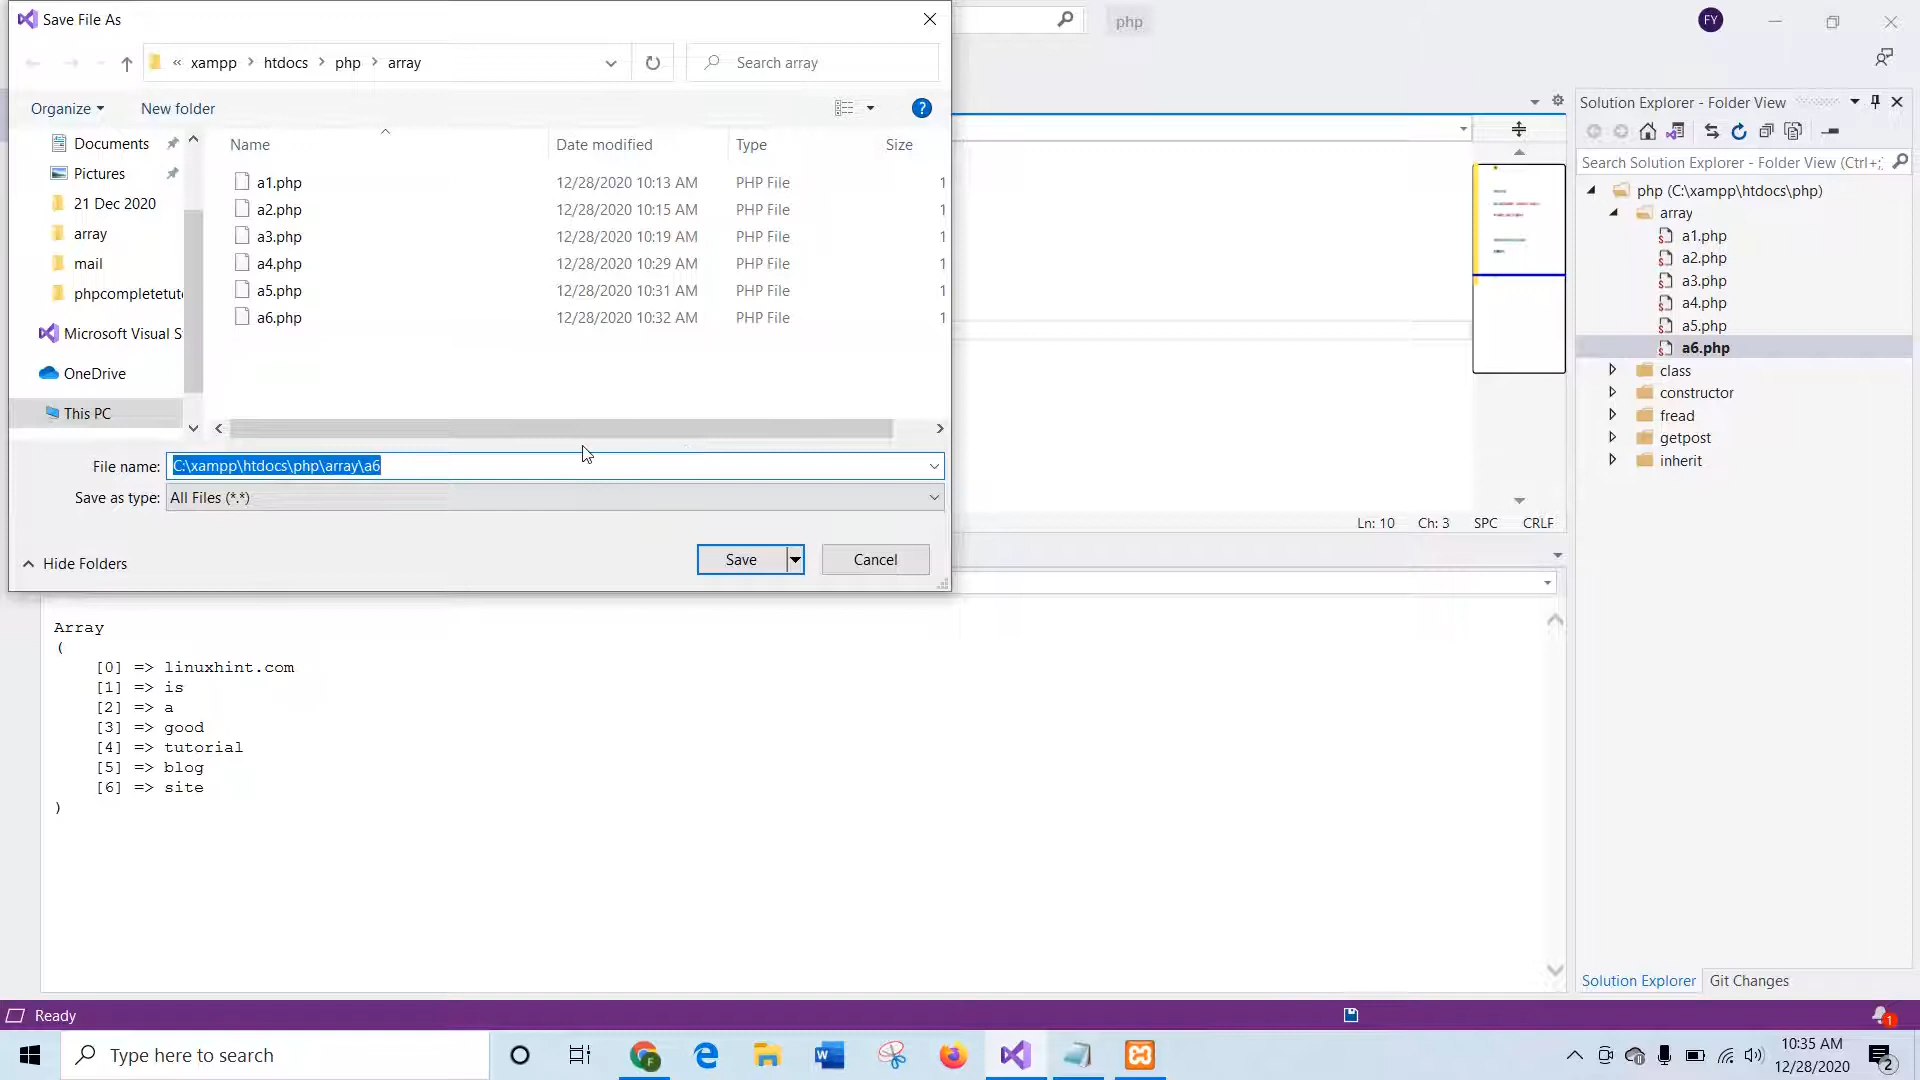 Save File As
php
FY
« xampp > htdocs > php > array
Search array
Organize
New folder
?
Documents
Pictures
21 Dec 2020
array
mail
phpcompletetuto
Microsoft Visual S
OneDrive
This PC
Name
Date modified
Type
Size
a1.php 12/28/2020 10:13 AM PHP File 1
a2.php 12/28/2020 10:15 AM PHP File 1
a3.php 12/28/2020 10:19 AM PHP File 1
a4.php 12/28/2020 10:29 AM PHP File 1
a5.php 12/28/2020 10:31 AM PHP File 1
a6.php 12/28/2020 10:32 AM PHP File 1
File name: C:\xampp\htdocs\php\array\a6
Save as type: All Files (*.*)
Hide Folders
Save
Cancel
Ln: 10 Ch: 3 SPC CRLF
Solution Explorer - Folder View
Search Solution Explorer - Folder View (Ctrl+;
php (C:\xampp\htdocs\php)
array
a1.php
a2.php
a3.php
a4.php
a5.php
a6.php
class
constructor
fread
getpost
inherit
Solution Explorer
Git Changes
Array
(
[0] => linuxhint.com
[1] => is
[2] => a
[3] => good
[4] => tutorial
[5] => blog
[6] => site
)
Ready
1
Type here to search
F
W
10:35 AM
12/28/2020
2